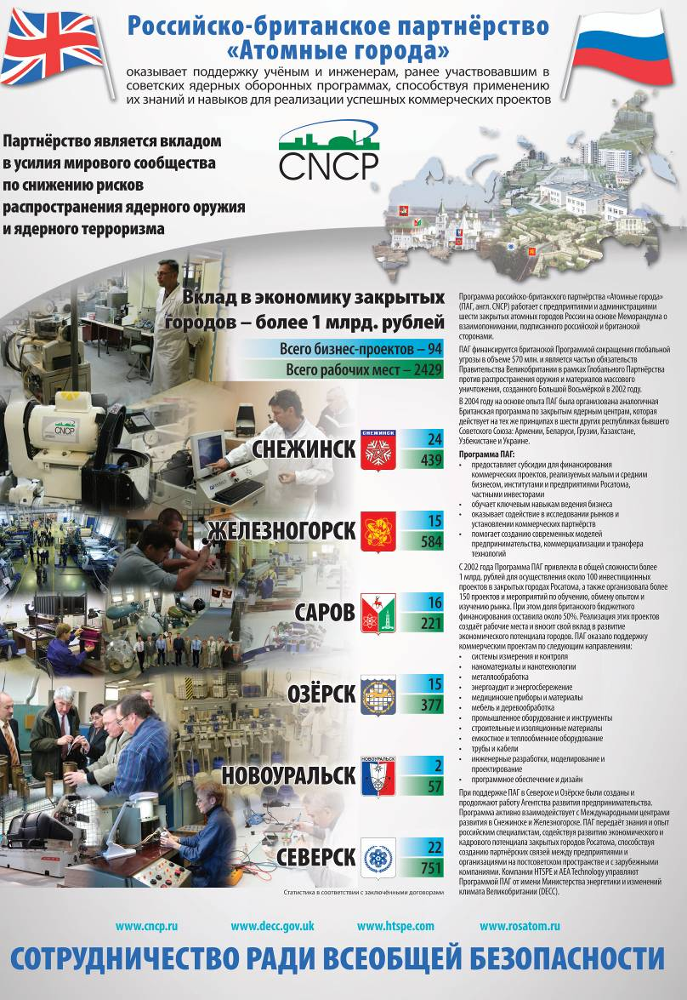 Российско-британское партнёрство
«Атомные города»
оказывает поддержку учёным и инженерам, ранее участвовавшим в
советских ядерных оборонных программах, способствуя применению
их знаний и навыков для реализации успешных коммерческих проектов
Партнёрство является вкладом
в усилия мирового сообщества
по снижению рисков
распространения ядерного оружия
и ядерного терроризма
CNCP
Вклад в экономику закрытых
городов – более 1 млрд. рублей
Всего бизнес-проектов – 94
Всего рабочих мест – 2429
CNCP
СНЕЖИНСК
СНЕЖИНСК
24
439
ЖЕЛЕЗНОГОРСК
15
584
САРОВ
16
221
ОЗЁРСК
15
377
НОВОУРАЛЬСК
НОВОУРАЛЬСК
2
57
СЕВЕРСК
22
751
Статистика в соответствии с заключёнными договорами
Программа российско-британского партнёрства «Атомные города»
(ПАГ, англ. CNCP) работает с предприятиями и администрациями
шести закрытых атомных городов России на основе Меморандума о
взаимопонимании, подписанного российской и британской
сторонами.
ПАГ финансируется британской Программой сокращения глобальной
угрозы в объеме $70 млн. и является частью обязательств
Правительства Великобритании в рамках Глобального Партнёрства
против распространения оружия и материалов массового
уничтожения, созданного Большой Восьмёркой в 2002 году.
В 2004 году на основе опыта ПАГ была организована аналогичная
Британская программа по закрытым ядерным центрам, которая
действует на тех же принципах в шести других республиках бывшего
Советского Союза: Армении, Беларуси, Грузии, Казахстане,
Узбекистане и Украине.
Программа ПАГ:
• предоставляет субсидии для финансирования
коммерческих проектов, реализуемых малым и средним
бизнесом, институтами и предприятиями Росатома,
частными инвесторами
• обучает ключевым навыкам ведения бизнеса
• оказывает содействие в исследовании рынков и
установлении коммерческих партнёрств
• помогает созданию современных моделей
предпринимательства, коммерциализации и трансфера
технологий
С 2002 года Программа ПАГ привлекла в общей сложности более
1 млрд. рублей для осуществления около 100 инвестиционных
проектов в закрытых городах Росатома, а также организовала более
150 проектов и мероприятий по обучению, обмену опытом и
изучению рынка. При этом доля британского бюджетного
финансирования составила около 50%. Реализация этих проектов
создаёт рабочие места и вносит свой вклад в развитие
экономического потенциала городов. ПАГ оказало поддержку
коммерческим проектам по следующим направлениям:
• системы измерения и контроля
• наноматериалы и нанотехнологии
• металлообработка
• энергоаудит и энергосбережение
• медицинские приборы и материалы
• мебель и деревообработка
• промышленное оборудование и инструменты
• строительные и изоляционные материалы
• емкостное и теплообменное оборудование
• трубы и кабели
• инженерные разработки, моделирование и
проектирование
• программное обеспечение и дизайн
При поддержке ПАГ в Северске и Озёрске были созданы и
продолжают работу Агентства развития предпринимательства.
Программа активно взаимодействует с Международными центрами
развития в Снежинске и Железногорске. ПАГ передаёт знания и опыт
российским специалистам, содействуя развитию экономического и
кадрового потенциала закрытых городов Росатома, способствуя
созданию партнёрских связей между предприятиями и
организациями на постсоветском пространстве и с зарубежными
компаниями. Компании HTSPE и AEA Technology управляют
Программой ПАГ от имени Министерства энергетики и изменений
климата Великобритании (DECC).
www.cncp.ru
www.decc.gov.uk
www.htspe.com
www.rosatom.ru
СОТРУДНИЧЕСТВО РАДИ ВСЕОБЩЕЙ БЕЗОПАСНОСТИ